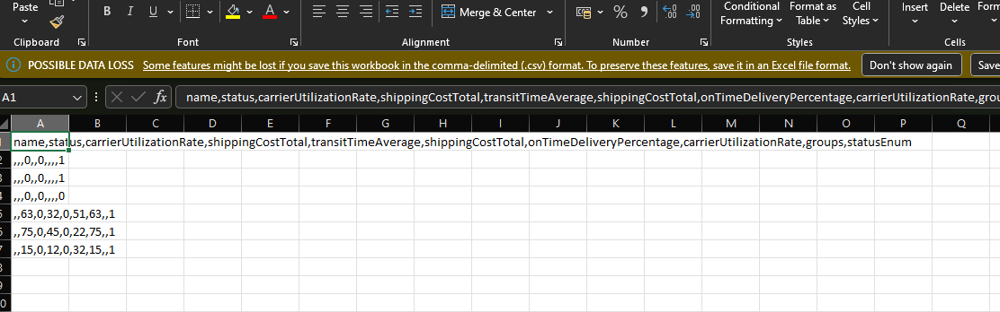 Paste
B I U
Merge & Center
% ,
Conditional Formatting
Format as Table
Cell Styles
Insert
Delete
Clipboard
Font
Alignment
Number
Styles
Cells
POSSIBLE DATA LOSS Some features might be lost if you save this workbook in the comma-delimited (.csv) format. To preserve these features, save it in an Excel file format. Don't show again Save
A1 fx name,status,carrierUtilizationRate,shippingCostTotal,transitTimeAverage,shippingCostTotal,onTimeDeliveryPercentage,carrierUtilizationRate,grou
A B C D E F G H I J K L M N O P Q
1 name,status,carrierUtilizationRate,shippingCostTotal,transitTimeAverage,shippingCostTotal,onTimeDeliveryPercentage,carrierUtilizationRate,groups,statusEnum
2 ,,,0,,0,,,,1
3 ,,,0,,0,,,,1
4 ,,,0,,0,,,,0
5 ,,63,0,32,0,51,63,,1
6 ,,75,0,45,0,22,75,,1
7 ,,15,0,12,0,32,15,,1
8
9
0